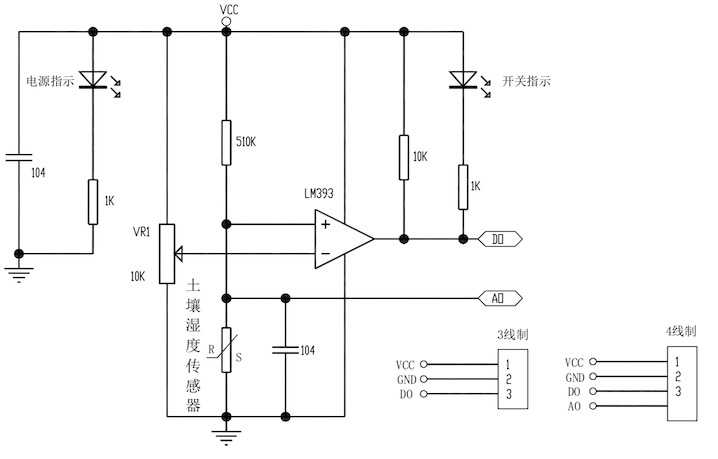 VCC
电源指示
开关指示
510K
10K
104
1K
1K
LM393
VR1
+
−
DO
10K
土壤湿度传感器
AO
R
S
104
3线制
4线制
VCC
1
GND
2
DO
3
VCC
1
GND
2
DO
3
AO